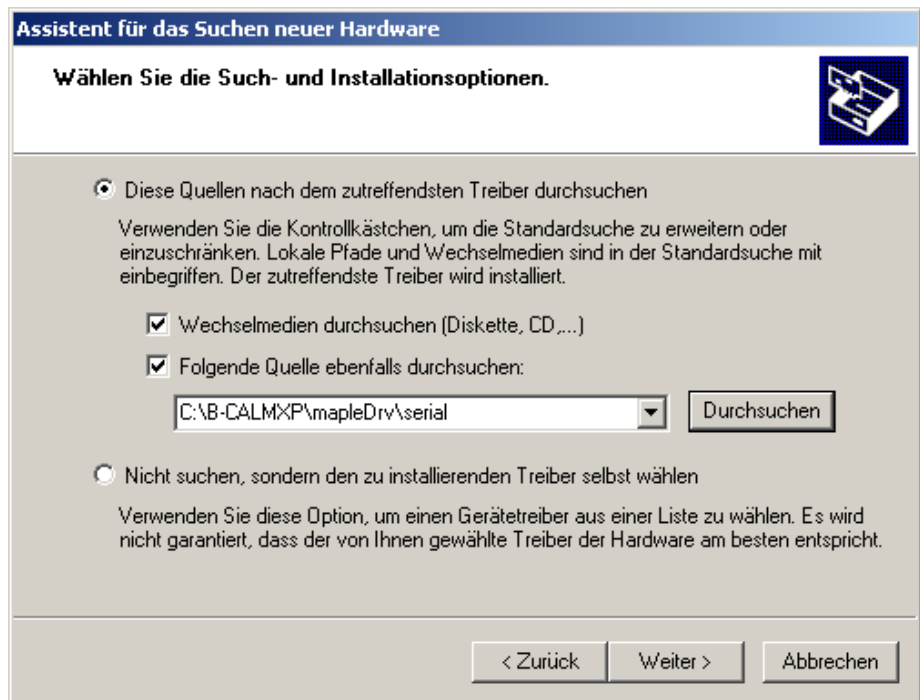 Assistent für das Suchen neuer Hardware
Wählen Sie die Such- und Installationsoptionen.
Diese Quellen nach dem zutreffendsten Treiber durchsuchen
Verwenden Sie die Kontrollkästchen, um die Standardsuche zu erweitern oder
einzuschränken. Lokale Pfade und Wechselmedien sind in der Standardsuche mit
einbegriffen. Der zutreffendste Treiber wird installiert.
Wechselmedien durchsuchen (Diskette, CD,...)
Folgende Quelle ebenfalls durchsuchen:
C:\B-CALMXP\mapleDrv\serial
Durchsuchen
Nicht suchen, sondern den zu installierenden Treiber selbst wählen
Verwenden Sie diese Option, um einen Gerätetreiber aus einer Liste zu wählen. Es wird
nicht garantiert, dass der von Ihnen gewählte Treiber der Hardware am besten entspricht.
< Zurück Weiter > Abbrechen